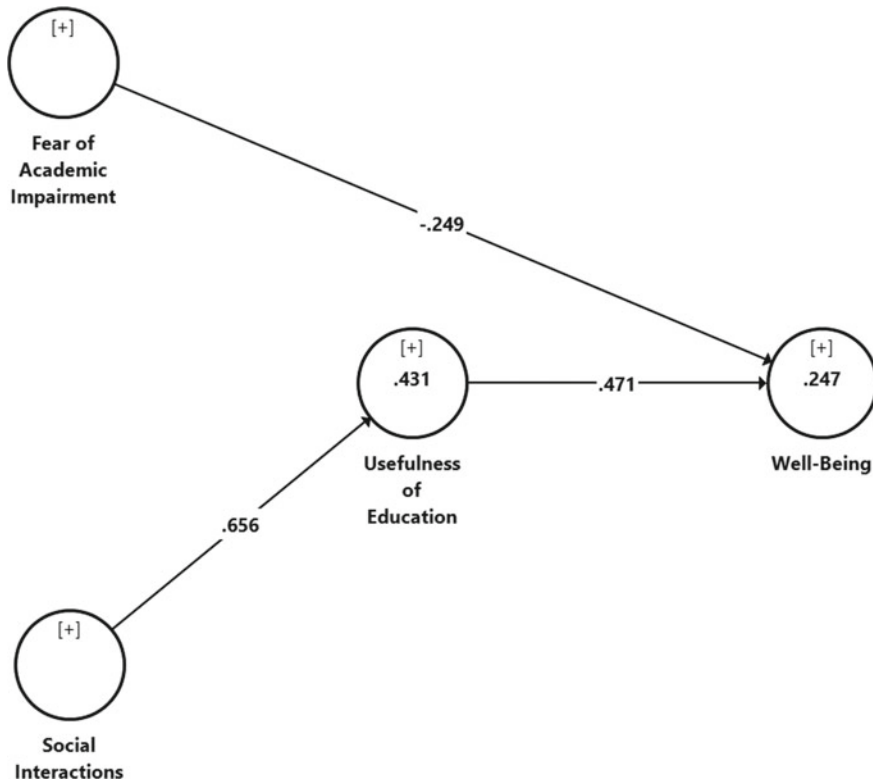 [+]
Fear of
Academic
Impairment
-.249
[+]
.431
Usefulness
of
Education
.471
[+]
.247
Well-Being
.656
[+]
Social
Interactions